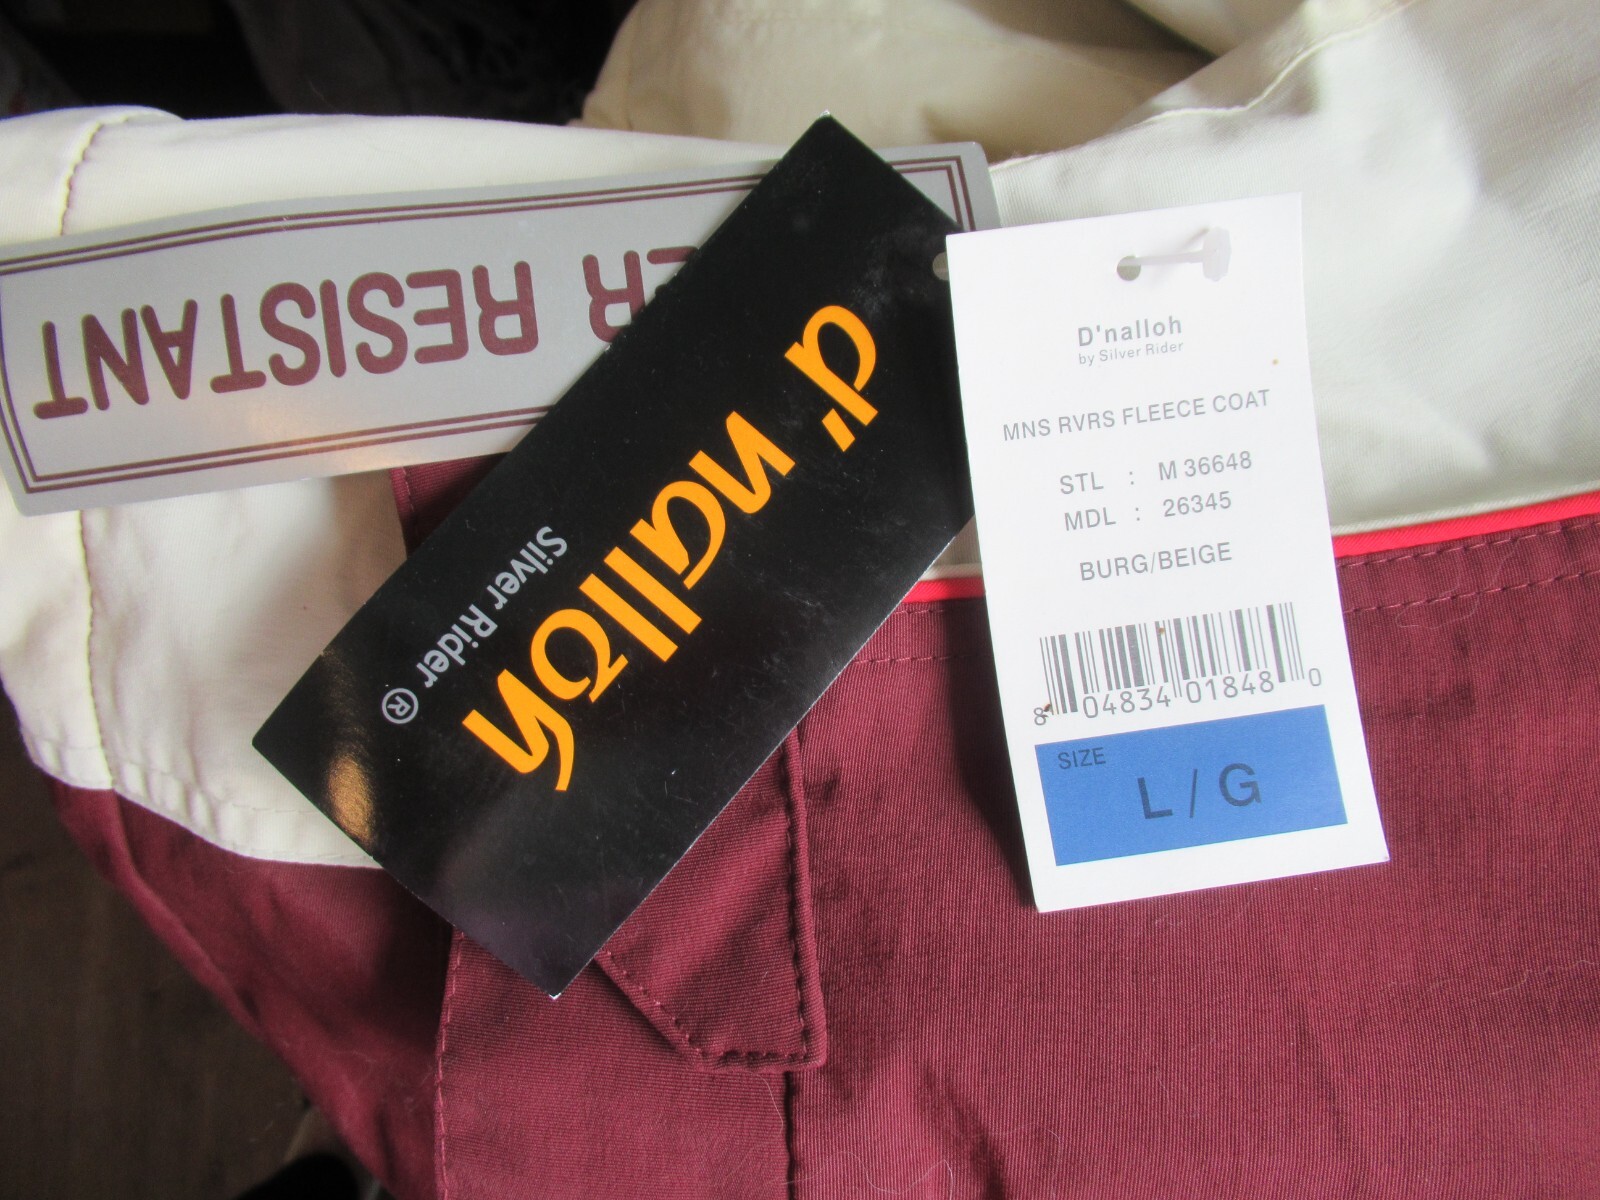 ER RESISTANT
d'nalloh
Silver Rider ®
D'nalloh
by Silver Rider
MNS RVRS FLEECE COAT
STL : M 36648
MDL : 26345
BURG/BEIGE
8 04834 01848 0
SIZE
L / G